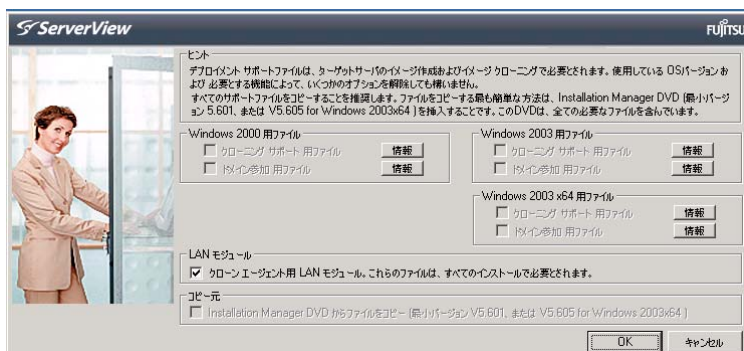 ServerView
FUJITSU
ヒント
デプロイメント サポートファイルは、ターゲットサーバのイメージ作成およびイメージ クローニングで必要とされます。使用している OSバージョンお
よび 必要とする機能によって、いくつかのオプションを解除しても構いません。
すべてのサポートファイルをコピーすることを推奨します。ファイルをコピーする最も簡単な方法は、Installation Manager DVD (最小バージ
ョン 5.601、または V5.605 for Windows 2003x64 )を挿入することです。このDVDは、全ての必要なファイルを含んでいます。
Windows 2000 用ファイル
クローニング サポート 用ファイル 情報
ドメイン参加 用ファイル 情報
Windows 2003 用ファイル
クローニング サポート 用ファイル 情報
ドメイン参加 用ファイル 情報
Windows 2003 x64 用ファイル
クローニング サポート 用ファイル 情報
ドメイン参加 用ファイル 情報
LAN モジュール
クローン エージェント用 LAN モジュール。これらのファイルは、すべてのインストールで必要とされます。
コピー元
Installation Manager DVD からファイルをコピー (最小バージョン V5.601、または V5.605 for Windows 2003x64 )
OK
キャンセル